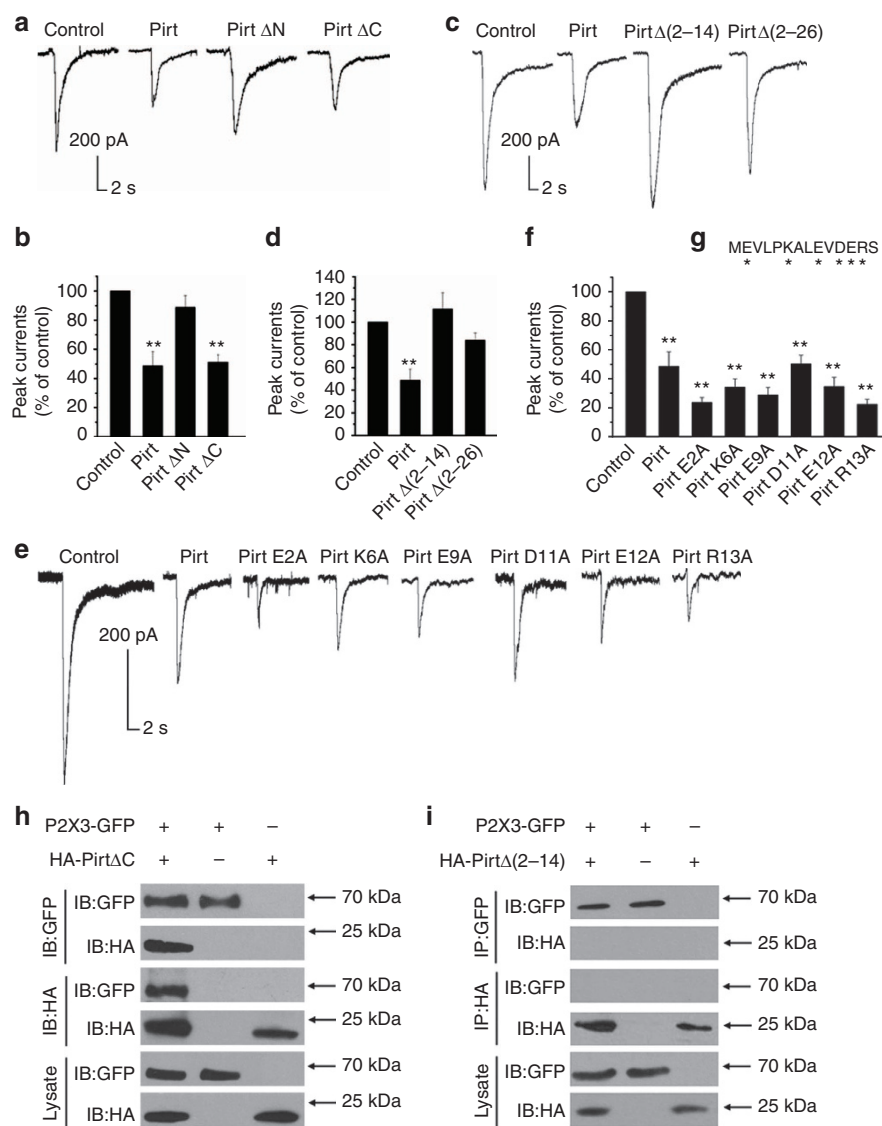 a
Control Pirt Pirt ΔN Pirt ΔC
200 pA
2 s
c
Control Pirt PirtΔ(2–14) PirtΔ(2–26)
200 pA
2 s
b
Peak currents
(% of control)
100
80
60
40
20
0
** **
Control
Pirt
Pirt ΔN
Pirt ΔC
d
Peak currents
(% of control)
140
120
100
80
60
40
20
0
**
Control
Pirt
Pirt Δ(2–14)
Pirt Δ(2–26)
f
Peak currents
(% of control)
100
80
60
40
20
0
** ** ** ** ** ** **
Control
Pirt
Pirt E2A
Pirt K6A
Pirt E9A
Pirt D11A
Pirt E12A
Pirt R13A
g
MEVLPKALEVDERS
* * * * * *
e
Control Pirt Pirt E2A Pirt K6A Pirt E9A Pirt D11A Pirt E12A Pirt R13A
200 pA
2 s
h
P2X3-GFP + + –
HA-PirtΔC + – +
IB:GFP
IB:GFP 70 kDa
IB:HA 25 kDa
IB:HA
IB:GFP 70 kDa
IB:HA 25 kDa
Lysate
IB:GFP 70 kDa
IB:HA 25 kDa
i
P2X3-GFP + + –
HA-PirtΔ(2–14) + – +
IP:GFP
IB:GFP 70 kDa
IB:HA 25 kDa
IP:HA
IB:GFP 70 kDa
IB:HA 25 kDa
Lysate
IB:GFP 70 kDa
IB:HA 25 kDa